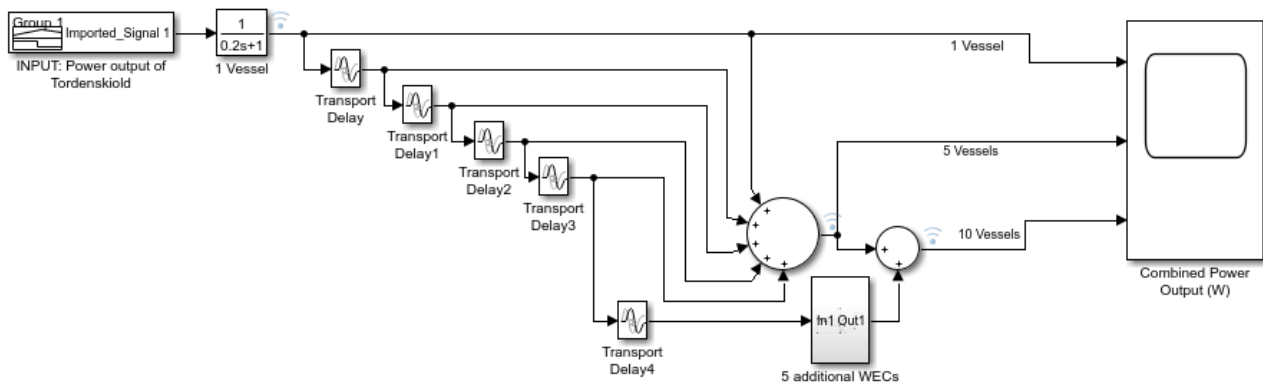 Group 1
Imported_Signal 1
INPUT: Power output of
Tordenskiold
1
0.2s+1
1 Vessel
Transport
Delay
Transport
Delay1
Transport
Delay2
Transport
Delay3
Transport
Delay4
+
+
+
+
+
In1 Out1
5 additional WECs
+
+
1 Vessel
5 Vessels
10 Vessels
Combined Power
Output (W)